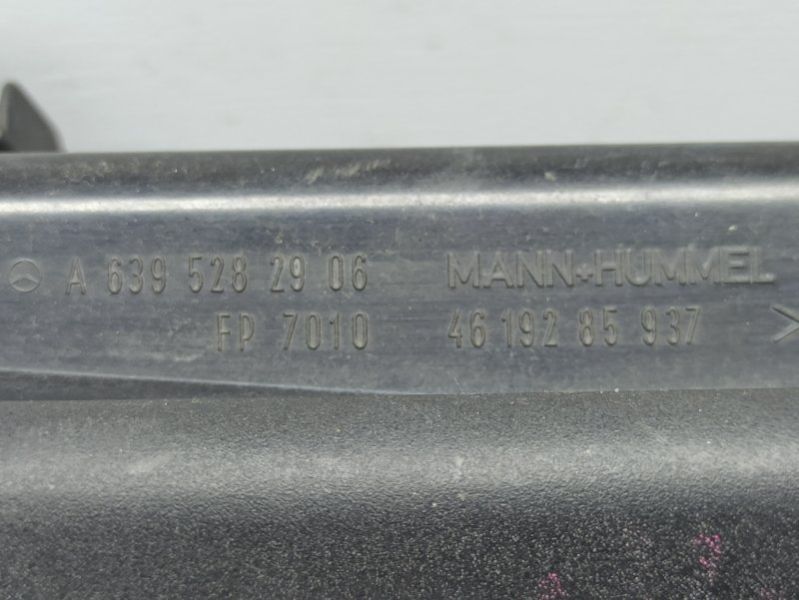 A 639 528 29 06 MANN+HUMMEL
FP 7010 46 192 85 937 >